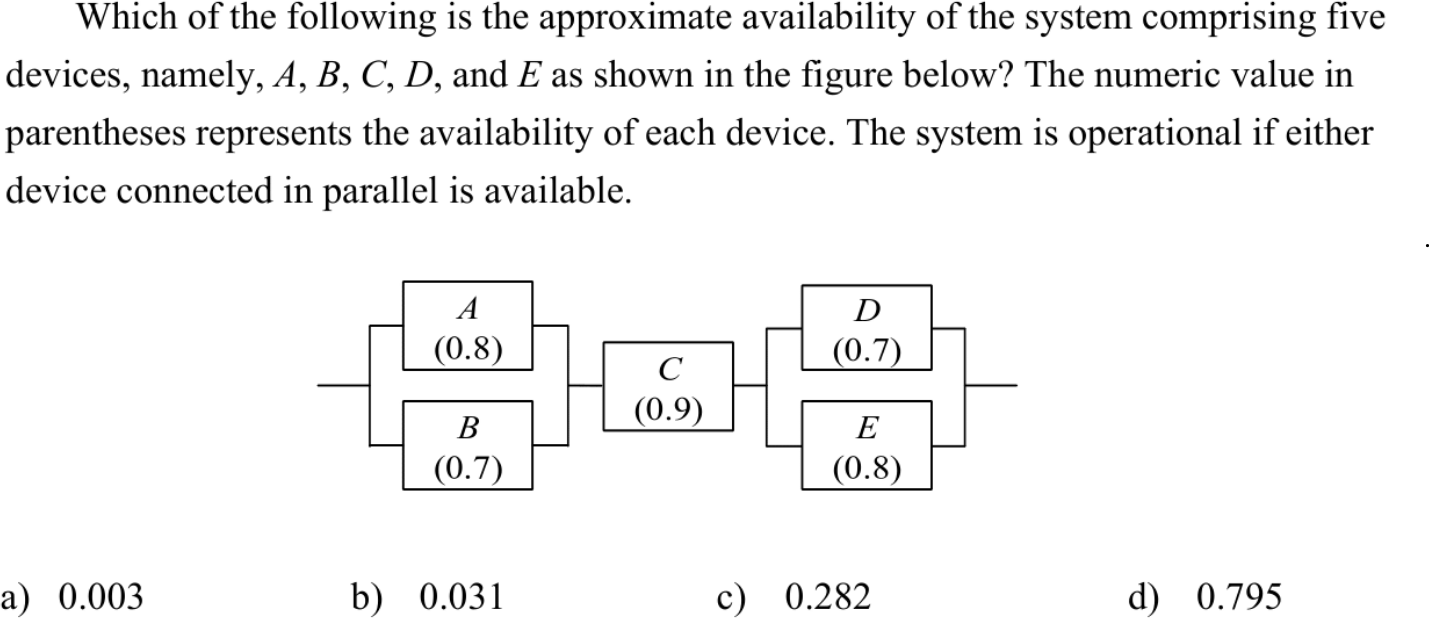 Which of the following is the approximate availability of the system comprising five
devices, namely, A, B, C, D, and E as shown in the figure below? The numeric value in
parentheses represents the availability of each device. The system is operational if either
device connected in parallel is available.
A
(0.8)
B
(0.7)
C
(0.9)
D
(0.7)
E
(0.8)
a) 0.003 b) 0.031 c) 0.282 d) 0.795